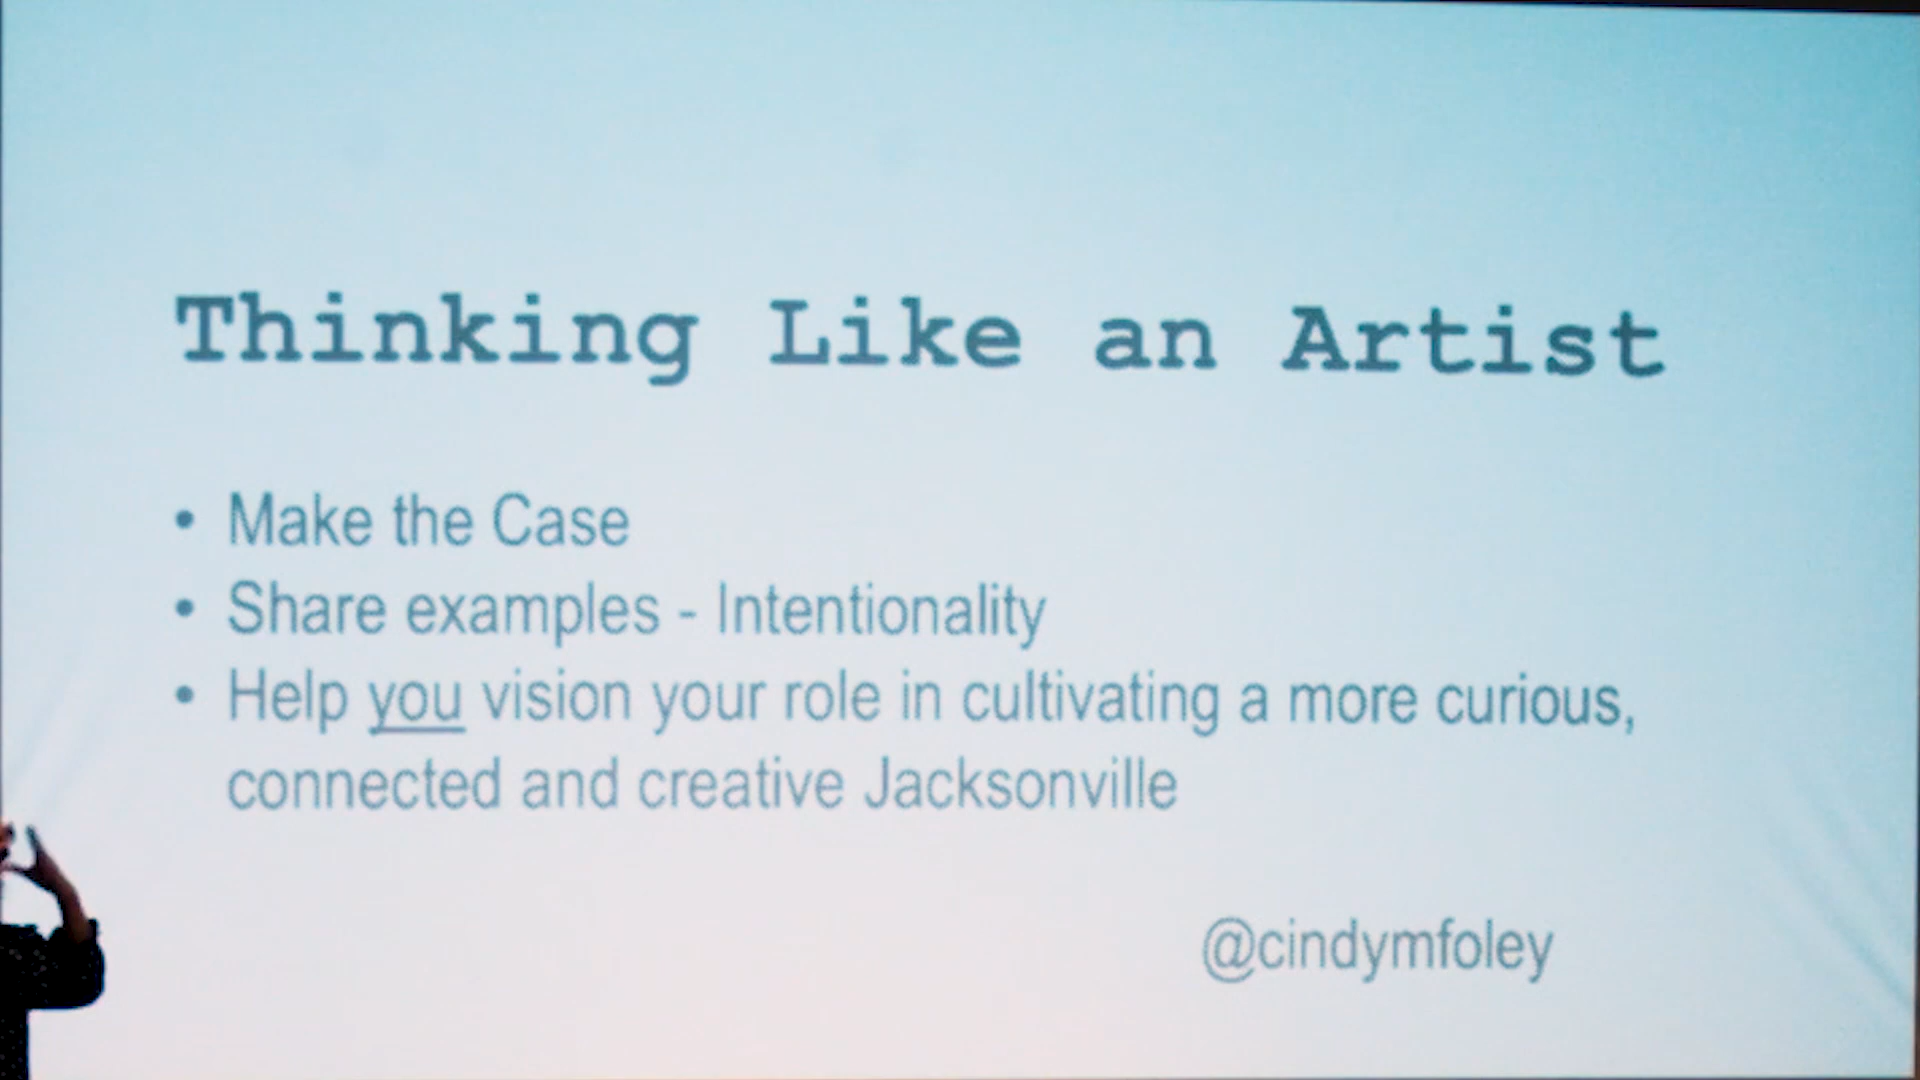 Thinking Like an Artist
• Make the Case
• Share examples - Intentionality
• Help you vision your role in cultivating a more curious,
connected and creative Jacksonville
@cindymfoley